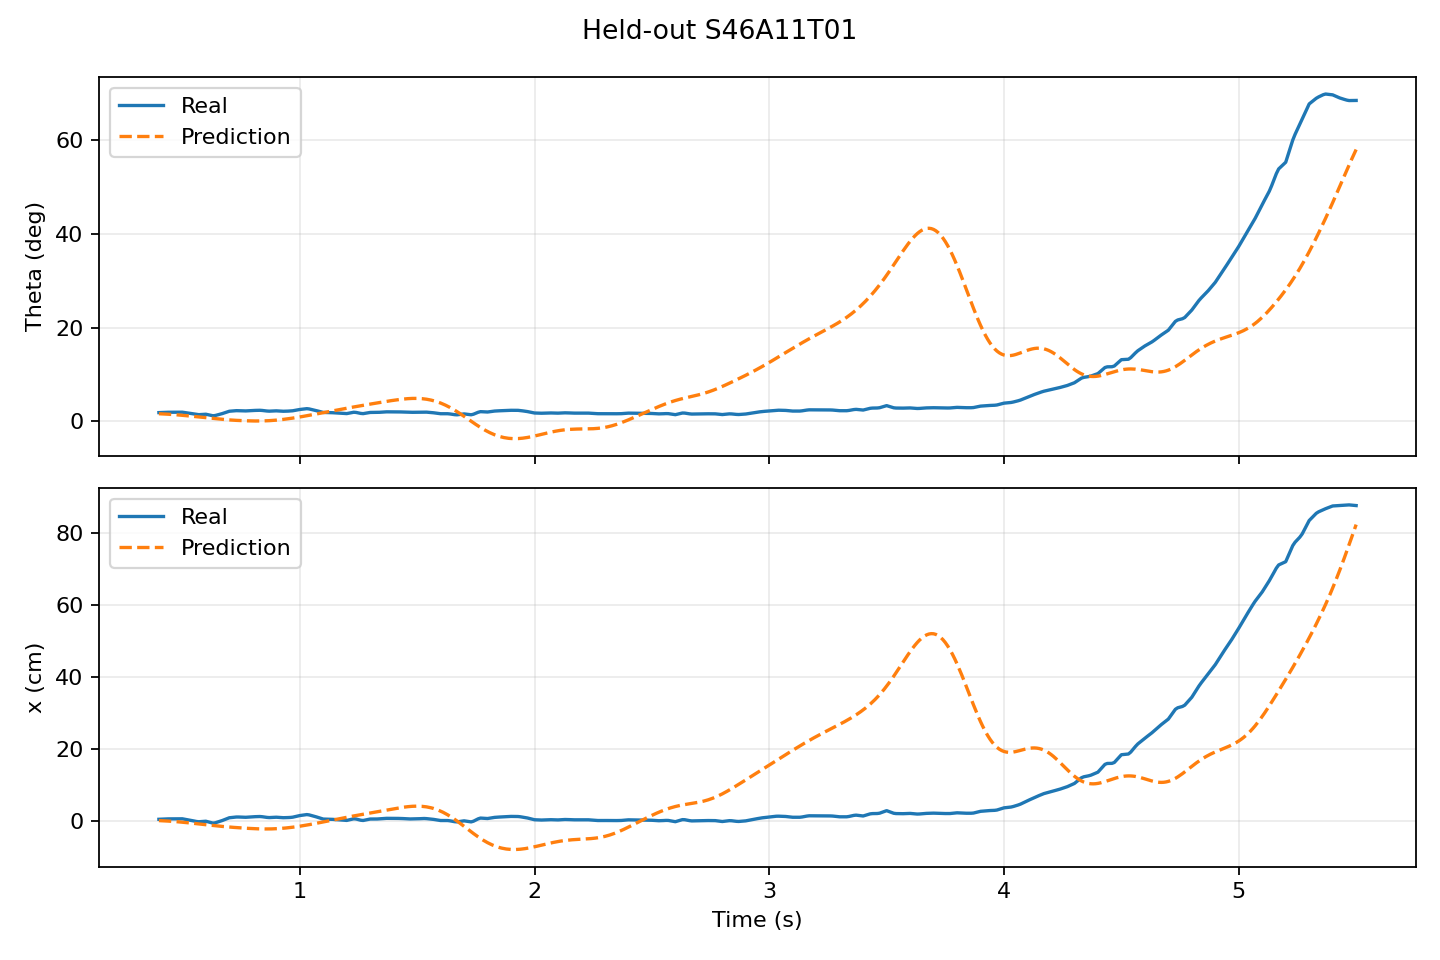 Held-out S46A11T01
Real
Prediction
Theta (deg)
60
40
20
0
Real
Prediction
x (cm)
80
60
40
20
0
1 2 3 4 5
Time (s)